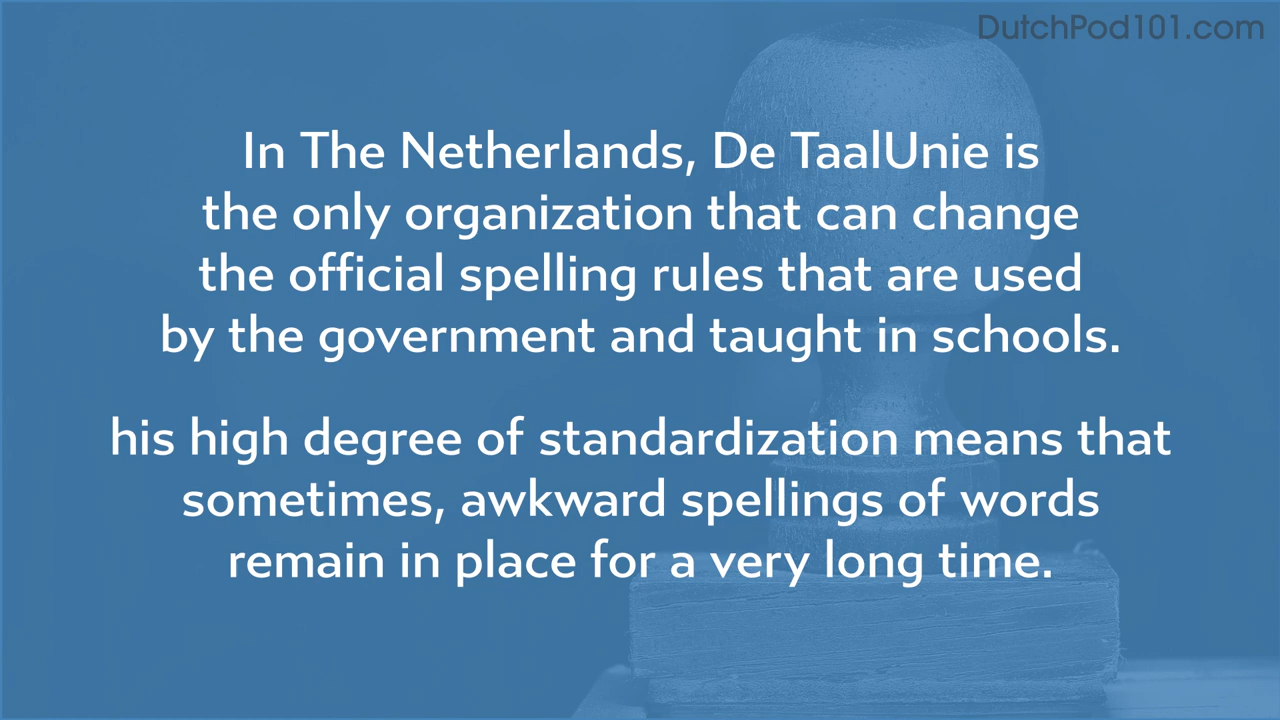 DutchPod101.com
In The Netherlands, De TaalUnie is
the only organization that can change
the official spelling rules that are used
by the government and taught in schools.
his high degree of standardization means that
sometimes, awkward spellings of words
remain in place for a very long time.